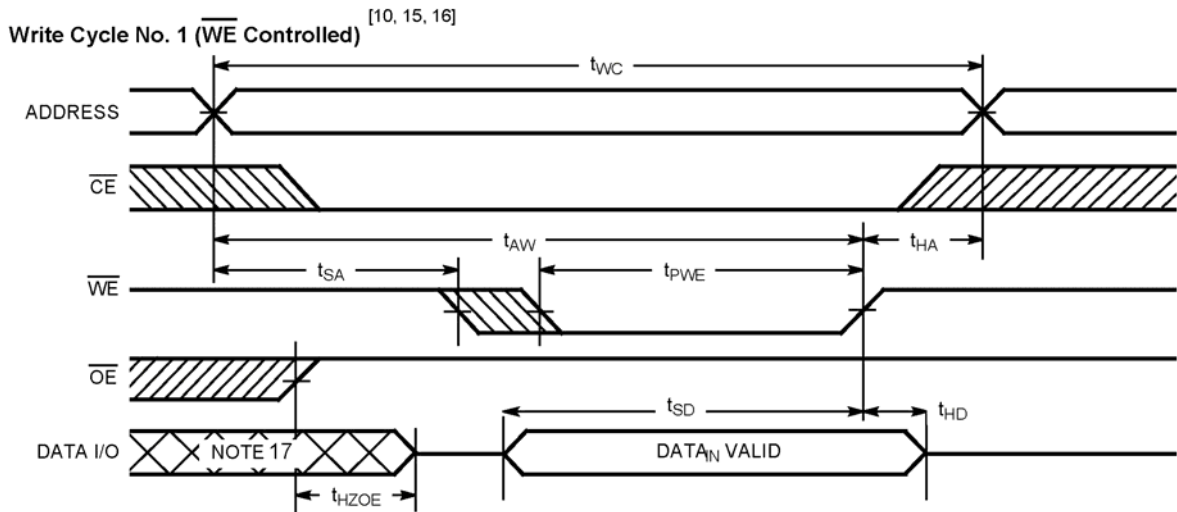 Write Cycle No. 1 (WE Controlled) [10, 15, 16]
tWC
ADDRESS
CE
tAW
tHA
tSA
tPWE
WE
OE
tSD
tHD
DATA I/O
NOTE 17
DATAIN VALID
tHZOE